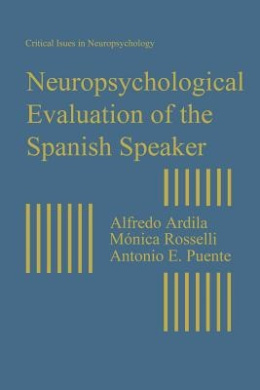 Critical Issues in Neuropsychology
Neuropsychological
Evaluation of the
Spanish Speaker
Alfredo Ardila
Mónica Rosselli
Antonio E. Puente